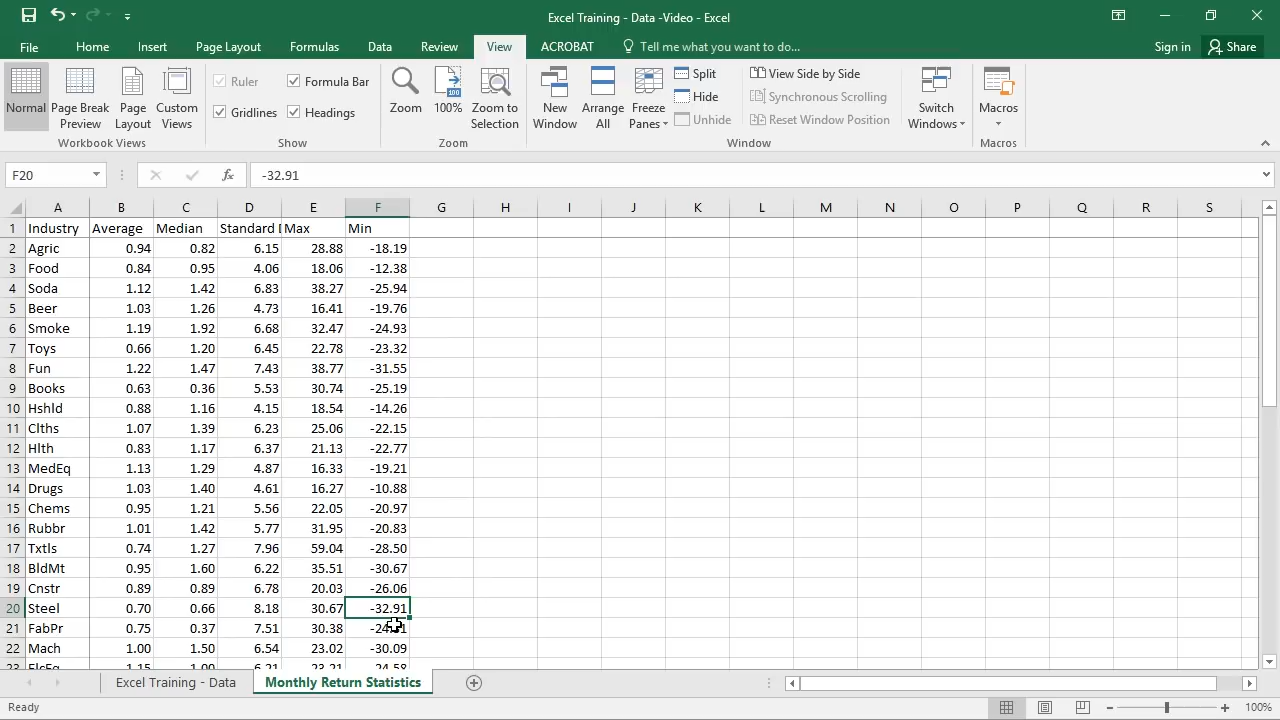 Excel Training - Data -Video - Excel
File Home Insert Page Layout Formulas Data Review View ACROBAT Tell me what you want to do... Sign in Share
Normal Page Break Preview Page Layout Custom Views
Workbook Views
Ruler Formula Bar
Gridlines Headings
Show
Zoom 100% Zoom to Selection
Zoom
New Window Arrange All Freeze Panes
Split
Hide
Unhide
View Side by Side
Synchronous Scrolling
Reset Window Position
Switch Windows
Window
Macros
Macros
F20 fx -32.91
A B C D E F G H I J K L M N O P Q R S
1 Industry Average Median Standard Max Min
2 Agric 0.94 0.82 6.15 28.88 -18.19
3 Food 0.84 0.95 4.06 18.06 -12.38
4 Soda 1.12 1.42 6.83 38.27 -25.94
5 Beer 1.03 1.26 4.73 16.41 -19.76
6 Smoke 1.19 1.92 6.68 32.47 -24.93
7 Toys 0.66 1.20 6.45 22.78 -23.32
8 Fun 1.22 1.47 7.43 38.77 -31.55
9 Books 0.63 0.36 5.53 30.74 -25.19
10 Hshld 0.88 1.16 4.15 18.54 -14.26
11 Clths 1.07 1.39 6.23 25.06 -22.15
12 Hlth 0.83 1.17 6.37 21.13 -22.77
13 MedEq 1.13 1.29 4.87 16.33 -19.21
14 Drugs 1.03 1.40 4.61 16.27 -10.88
15 Chems 0.95 1.21 5.56 22.05 -20.97
16 Rubbr 1.01 1.42 5.77 31.95 -20.83
17 Txtls 0.74 1.27 7.96 59.04 -28.50
18 BldMt 0.95 1.60 6.22 35.51 -30.67
19 Cnstr 0.89 0.89 6.78 20.03 -26.06
20 Steel 0.70 0.66 8.18 30.67 -32.91
21 FabPr 0.75 0.37 7.51 30.38
22 Mach 1.00 1.50 6.54 23.02 -30.09
Excel Training - Data Monthly Return Statistics
Ready 100%